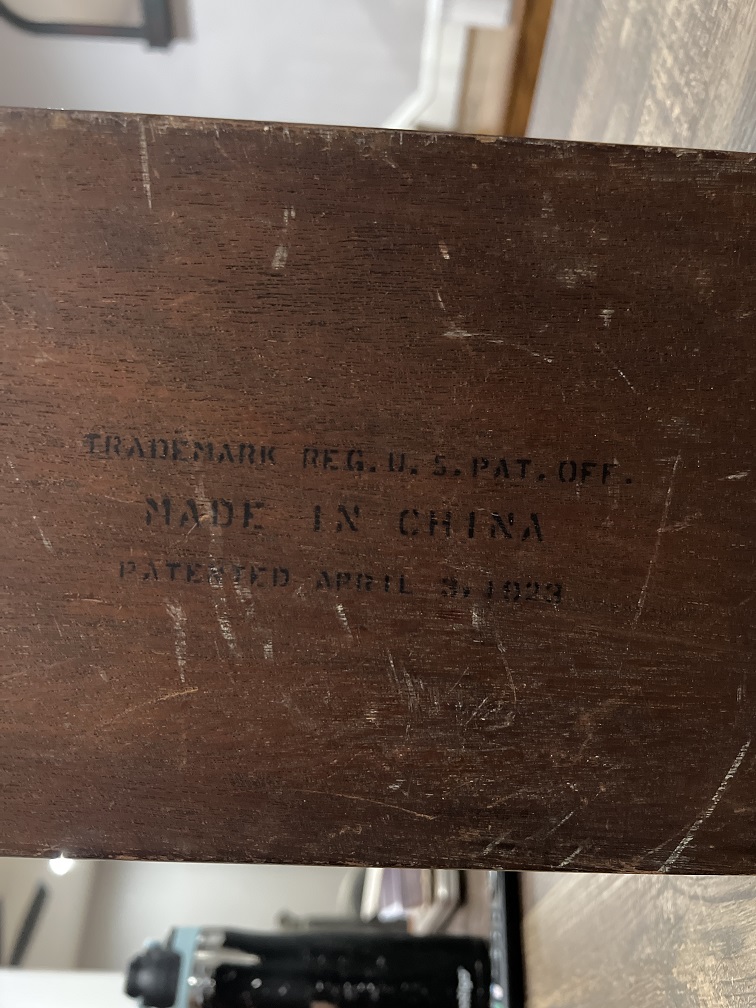 TRADEMARK REG. U. S. PAT. OFF.
MADE IN CHINA
PATENTED APRIL 3, 1923